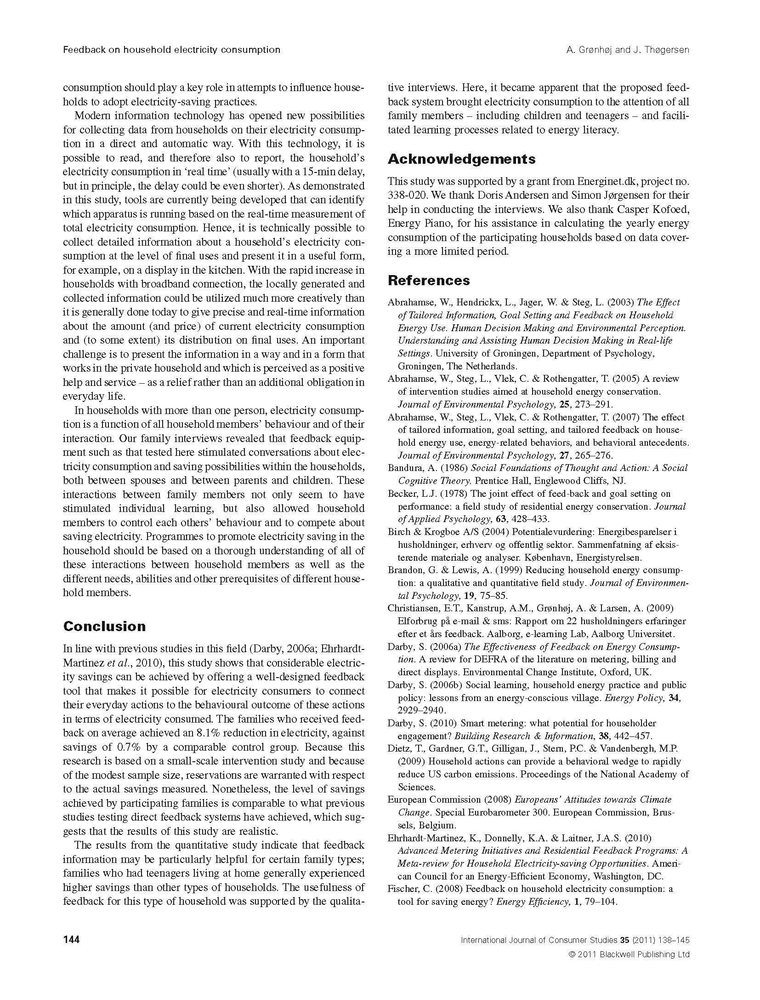 Feedback on household electricity consumption
A. Grønhøj and J. Thøgersen
consumption should play a key role in attempts to influence house-
holds to adopt electricity-saving practices.
Modern information technology has opened new possibilities
for collecting data from households on their electricity consump-
tion in a direct and automatic way. With this technology, it is
possible to read, and therefore also to report, the household’s
electricity consumption in ‘real time’ (usually with a 15-min delay,
but in principle, the delay could be even shorter). As demonstrated
in this study, tools are currently being developed that can identify
which apparatus is running based on the real-time measurement of
total electricity consumption. Hence, it is technically possible to
collect detailed information about a household’s electricity con-
sumption at the level of final uses and present it in a useful form,
for example, on a display in the kitchen. With the rapid increase in
households with broadband connection, the locally generated and
collected information could be utilized much more creatively than
it is generally done today to give precise and real-time information
about the amount (and price) of current electricity consumption
and (to some extent) its distribution on final uses. An important
challenge is to present the information in a way and in a form that
works in the private household and which is perceived as a positive
help and service – as a relief rather than an additional obligation in
everyday life.
In households with more than one person, electricity consump-
tion is a function of all household members’ behaviour and of their
interaction. Our family interviews revealed that feedback equip-
ment such as that tested here stimulated conversations about elec-
tricity consumption and saving possibilities within the households,
both between spouses and between parents and children. These
interactions between family members not only seem to have
stimulated individual learning, but also allowed household
members to control each others’ behaviour and to compete about
saving electricity. Programmes to promote electricity saving in the
household should be based on a thorough understanding of all of
these interactions between household members as well as the
different needs, abilities and other prerequisites of different house-
hold members.
Conclusion
In line with previous studies in this field (Darby, 2006a; Ehrhardt-
Martinez et al., 2010), this study shows that considerable electric-
ity savings can be achieved by offering a well-designed feedback
tool that makes it possible for electricity consumers to connect
their everyday actions to the behavioural outcome of these actions
in terms of electricity consumed. The families who received feed-
back on average achieved an 8.1% reduction in electricity, against
savings of 0.7% by a comparable control group. Because this
research is based on a small-scale intervention study and because
of the modest sample size, reservations are warranted with respect
to the actual savings measured. Nonetheless, the level of savings
achieved by participating families is comparable to what previous
studies testing direct feedback systems have achieved, which sug-
gests that the results of this study are realistic.
The results from the quantitative study indicate that feedback
information may be particularly helpful for certain family types;
families who had teenagers living at home generally experienced
higher savings than other types of households. The usefulness of
feedback for this type of household was supported by the qualita-
tive interviews. Here, it became apparent that the proposed feed-
back system brought electricity consumption to the attention of all
family members – including children and teenagers – and facili-
tated learning processes related to energy literacy.
Acknowledgements
This study was supported by a grant from Energinet.dk, project no.
338-020. We thank Doris Andersen and Simon Jørgensen for their
help in conducting the interviews. We also thank Casper Kofoed,
Energy Piano, for his assistance in calculating the yearly energy
consumption of the participating households based on data cover-
ing a more limited period.
References
Abrahamse, W., Hendrickx, L., Jager, W. & Steg, L. (2003) The Effect
of Tailored Information, Goal Setting and Feedback on Household
Energy Use. Human Decision Making and Environmental Perception.
Understanding and Assisting Human Decision Making in Real-life
Settings. University of Groningen, Department of Psychology,
Groningen, The Netherlands.
Abrahamse, W., Steg, L., Vlek, C. & Rothengatter, T. (2005) A review
of intervention studies aimed at household energy conservation.
Journal of Environmental Psychology, 25, 273–291.
Abrahamse, W., Steg, L., Vlek, C. & Rothengatter, T. (2007) The effect
of tailored information, goal setting, and tailored feedback on house-
hold energy use, energy-related behaviors, and behavioral antecedents.
Journal of Environmental Psychology, 27, 265–276.
Bandura, A. (1986) Social Foundations of Thought and Action: A Social
Cognitive Theory. Prentice Hall, Englewood Cliffs, NJ.
Becker, L.J. (1978) The joint effect of feed-back and goal setting on
performance: a field study of residential energy conservation. Journal
of Applied Psychology, 63, 428–433.
Birch & Krogboe A/S (2004) Potentialevurdering: Energibesparelser i
husholdninger, erhverv og offentlig sektor. Sammenfatning af eksis-
terende materiale og analyser. København, Energistyrelsen.
Brandon, G. & Lewis, A. (1999) Reducing household energy consump-
tion: a qualitative and quantitative field study. Journal of Environmen-
tal Psychology, 19, 75–85.
Christiansen, E.T., Kanstrup, A.M., Grønhøj, A. & Larsen, A. (2009)
Elforbrug på e-mail & sms: Rapport om 22 husholdningers erfaringer
efter et års feedback. Aalborg, e-learning Lab, Aalborg Universitet.
Darby, S. (2006a) The Effectiveness of Feedback on Energy Consump-
tion. A review for DEFRA of the literature on metering, billing and
direct displays. Environmental Change Institute, Oxford, UK.
Darby, S. (2006b) Social learning, household energy practice and public
policy: lessons from an energy-conscious village. Energy Policy, 34,
2929–2940.
Darby, S. (2010) Smart metering: what potential for householder
engagement? Building Research & Information, 38, 442–457.
Dietz, T., Gardner, G.T., Gilligan, J., Stern, P.C. & Vandenbergh, M.P.
(2009) Household actions can provide a behavioral wedge to rapidly
reduce US carbon emissions. Proceedings of the National Academy of
Sciences.
European Commission (2008) Europeans’ Attitudes towards Climate
Change. Special Eurobarometer 300. European Commission, Brus-
sels, Belgium.
Ehrhardt-Martinez, K., Donnelly, K.A. & Laitner, J.A.S. (2010)
Advanced Metering Initiatives and Residential Feedback Programs: A
Meta-review for Household Electricity-saving Opportunities. Ameri-
can Council for an Energy-Efficient Economy, Washington, DC.
Fischer, C. (2008) Feedback on household electricity consumption: a
tool for saving energy? Energy Efficiency, 1, 79–104.
144
International Journal of Consumer Studies 35 (2011) 138–145
© 2011 Blackwell Publishing Ltd